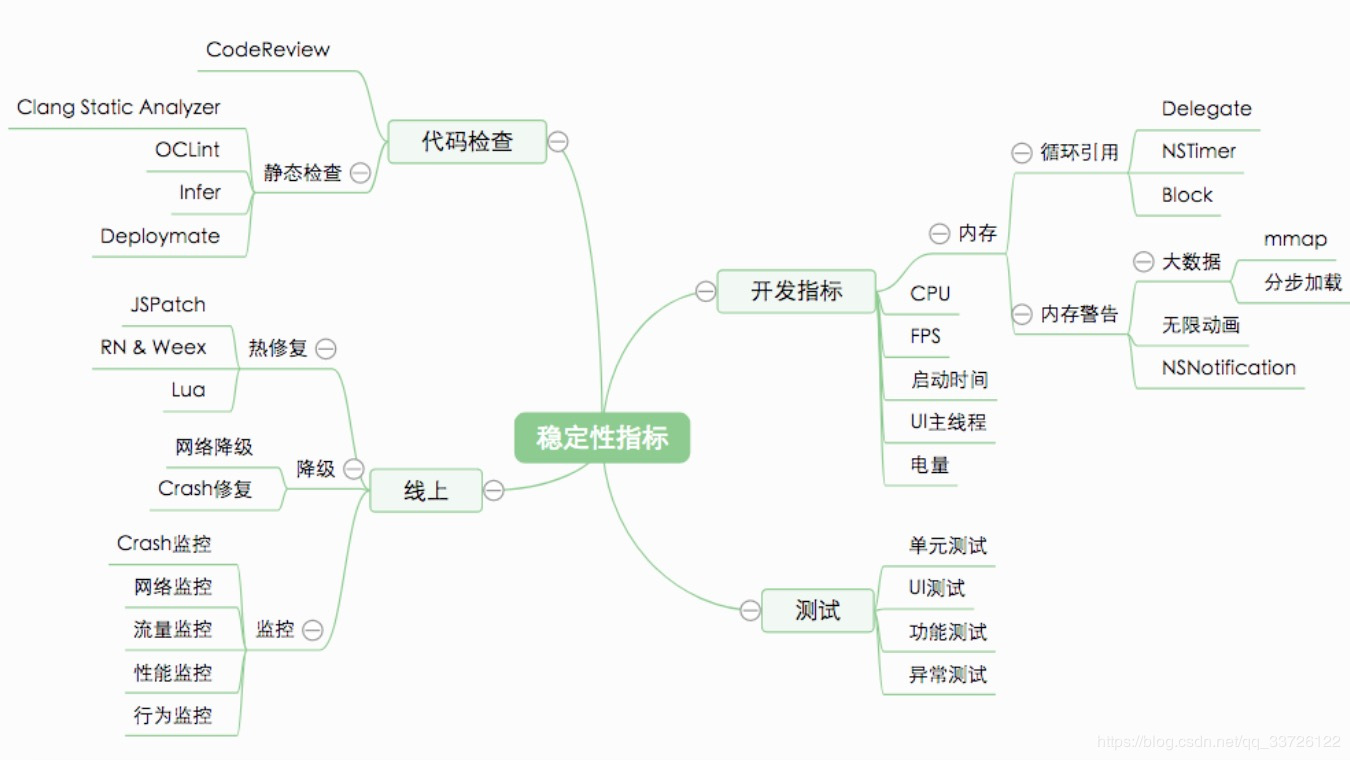 稳定性指标
代码检查
CodeReview
静态检查
Clang Static Analyzer
OCLint
Infer
Deploymate
线上
热修复
JSPatch
RN & Weex
Lua
降级
网络降级
Crash修复
监控
Crash监控
网络监控
流量监控
性能监控
行为监控
开发指标
内存
循环引用
Delegate
NSTimer
Block
内存警告
大数据
mmap
分步加载
无限动画
NSNotification
CPU
FPS
启动时间
UI主线程
电量
测试
单元测试
UI测试
功能测试
异常测试
https://blog.csdn.net/qq_33726122